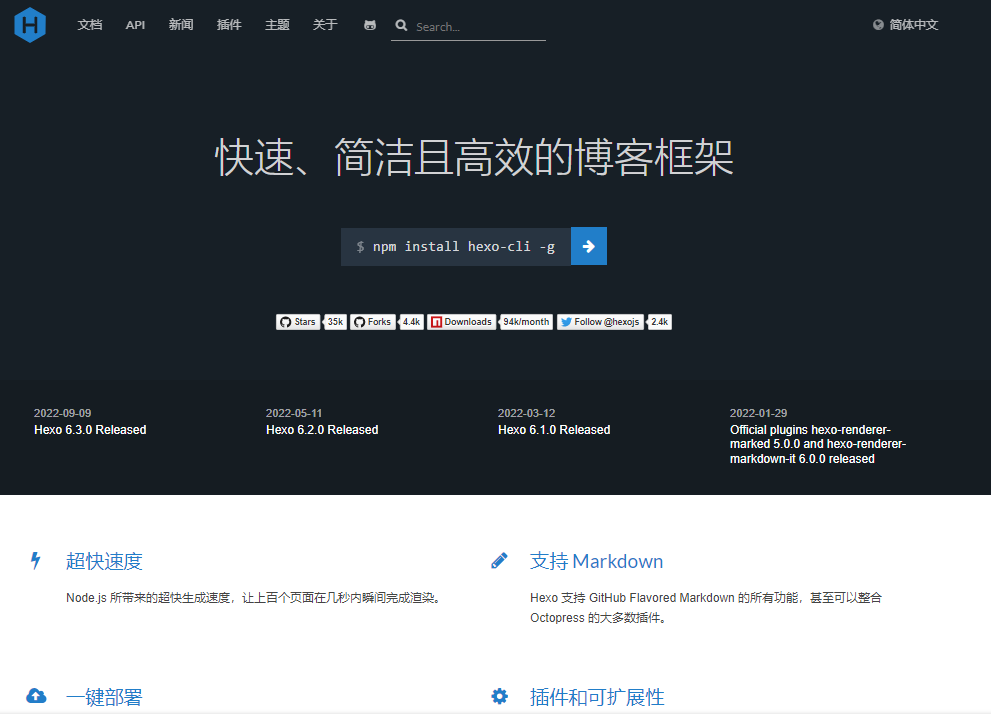 H 文档 API 新闻 插件 主题 关于 Search... 简体中文
快速、简洁且高效的博客框架
$ npm install hexo-cli -g
Stars 35k Forks 4.4k Downloads 94k/month Follow @hexojs 2.4k
2022-09-09
Hexo 6.3.0 Released
2022-05-11
Hexo 6.2.0 Released
2022-03-12
Hexo 6.1.0 Released
2022-01-29
Official plugins hexo-renderer-
marked 5.0.0 and hexo-renderer-
markdown-it 6.0.0 released
超快速度
Node.js 所带来的超快生成速度，让上百个页面在几秒内瞬间完成渲染。
支持 Markdown
Hexo 支持 GitHub Flavored Markdown 的所有功能，甚至可以整合
Octopress 的大多数插件。
一键部署
插件和可扩展性